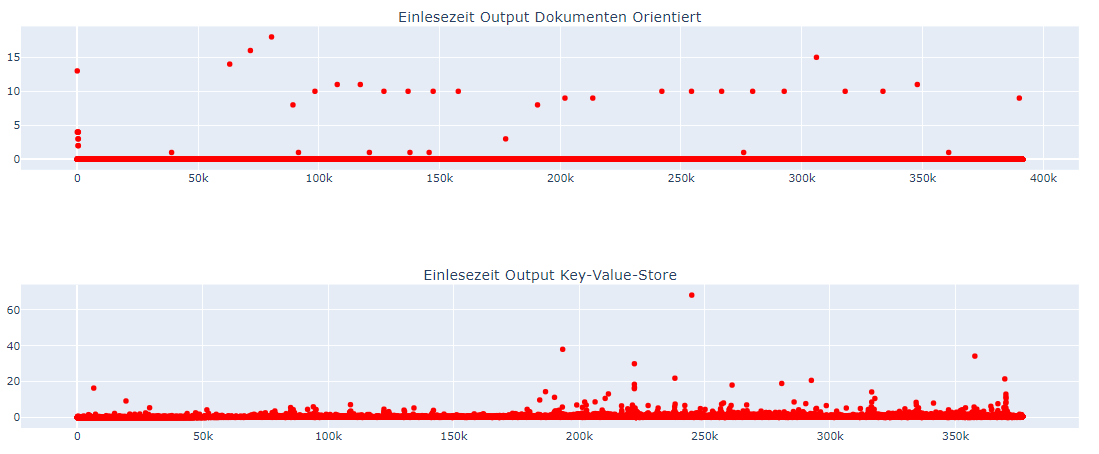 Einlesezeit Output Dokumenten Orientiert
15
10
5
0
0 50k 100k 150k 200k 250k 300k 350k 400k
Einlesezeit Output Key-Value-Store
60
40
20
0
0 50k 100k 150k 200k 250k 300k 350k